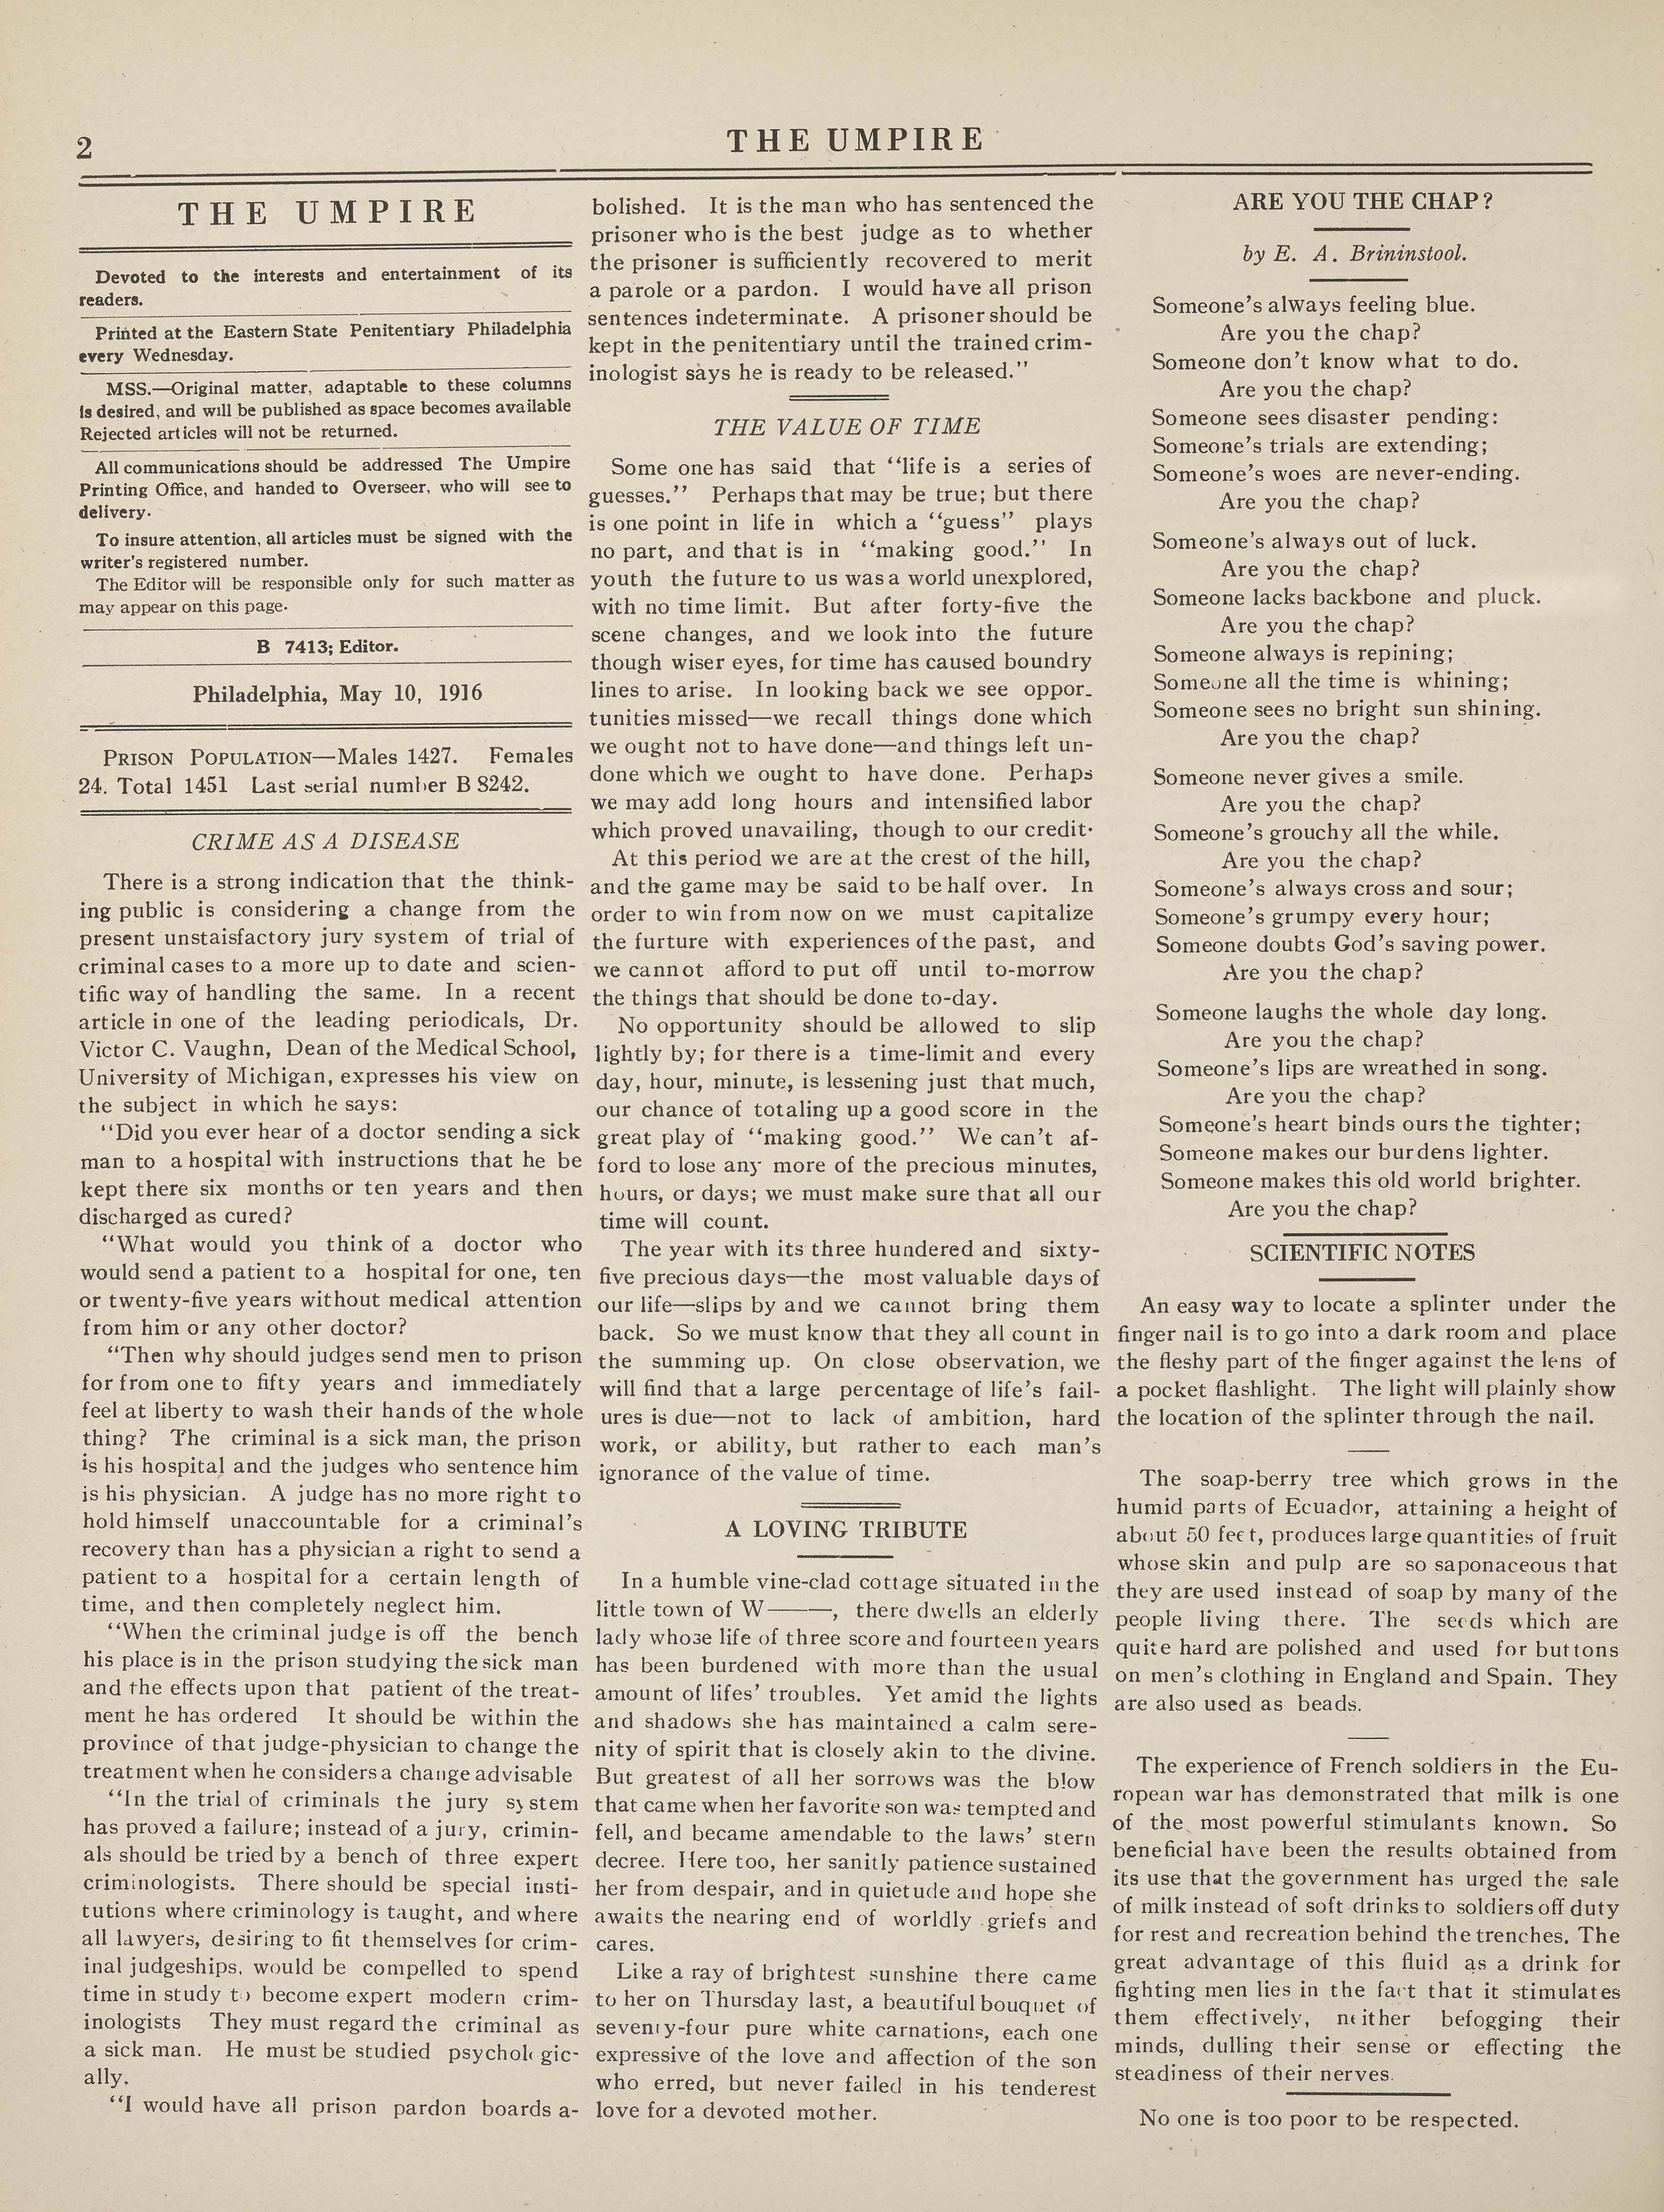 2
THE UMPIRE
THE UMPIRE
Devoted to the interests and entertainment of its
readers.
Printed at the Eastern State Penitentiary Philadelphia
every Wednesday.
MSS.—Original matter, adaptable to these columns
is desired, and will be published as space becomes available
Rejected articles will not be returned.
All communications should be addressed The Umpire
Printing Office, and handed to Overseer, who will see to
delivery.
To insure attention, all articles must be signed with the
writer's registered number.
The Editor will be responsible only for such matter as
may appear on this page.
B 7413; Editor.
Philadelphia, May 10, 1916
PRISON POPULATION—Males 1427. Females
24. Total 1451 Last serial number B 8242.
CRIME AS A DISEASE
There is a strong indication that the think-
ing public is considering a change from the
present unstaisfactory jury system of trial of
criminal cases to a more up to date and scien-
tific way of handling the same. In a recent
article in one of the leading periodicals, Dr.
Victor C. Vaughn, Dean of the Medical School,
University of Michigan, expresses his view on
the subject in which he says:
"Did you ever hear of a doctor sending a sick
man to a hospital with instructions that he be
kept there six months or ten years and then
discharged as cured?
"What would you think of a doctor who
would send a patient to a hospital for one, ten
or twenty-five years without medical attention
from him or any other doctor?
"Then why should judges send men to prison
for from one to fifty years and immediately
feel at liberty to wash their hands of the whole
thing? The criminal is a sick man, the prison
is his hospital and the judges who sentence him
is his physician. A judge has no more right to
hold himself unaccountable for a criminal's
recovery than has a physician a right to send a
patient to a hospital for a certain length of
time, and then completely neglect him.
"When the criminal judge is off the bench
his place is in the prison studying the sick man
and the effects upon that patient of the treat-
ment he has ordered It should be within the
province of that judge-physician to change the
treatment when he considers a change advisable
"In the trial of criminals the jury system
has proved a failure; instead of a jury, crimin-
als should be tried by a bench of three expert
criminologists. There should be special insti-
tutions where criminology is taught, and where
all lawyers, desiring to fit themselves for crim-
inal judgeships, would be compelled to spend
time in study to become expert modern crim-
inologists They must regard the criminal as
a sick man. He must be studied psychologic-
ally.
"I would have all prison pardon boards a-
bolished. It is the man who has sentenced the
prisoner who is the best judge as to whether
the prisoner is sufficiently recovered to merit
a parole or a pardon. I would have all prison
sentences indeterminate. A prisoner should be
kept in the penitentiary until the trained crim-
inologist says he is ready to be released."
THE VALUE OF TIME
Some one has said that "life is a series of
guesses." Perhaps that may be true; but there
is one point in life in which a "guess" plays
no part, and that is in "making good." In
youth the future to us was a world unexplored,
with no time limit. But after forty-five the
scene changes, and we look into the future
though wiser eyes, for time has caused boundry
lines to arise. In looking back we see oppor-
tunities missed—we recall things done which
we ought not to have done—and things left un-
done which we ought to have done. Perhaps
we may add long hours and intensified labor
which proved unavailing, though to our credit.
At this period we are at the crest of the hill,
and the game may be said to be half over. In
order to win from now on we must capitalize
the furture with experiences of the past, and
we cannot afford to put off until to-morrow
the things that should be done to-day.
No opportunity should be allowed to slip
lightly by; for there is a time-limit and every
day, hour, minute, is lessening just that much,
our chance of totaling up a good score in the
great play of "making good." We can't af-
ford to lose any more of the precious minutes,
hours, or days; we must make sure that all our
time will count.
The year with its three hundered and sixty-
five precious days—the most valuable days of
our life—slips by and we cannot bring them
back. So we must know that they all count in
the summing up. On close observation, we
will find that a large percentage of life's fail-
ures is due—not to lack of ambition, hard
work, or ability, but rather to each man's
ignorance of the value of time.
A LOVING TRIBUTE
In a humble vine-clad cottage situated in the
little town of W———, there dwells an elderly
lady whose life of three score and fourteen years
has been burdened with more than the usual
amount of lifes' troubles. Yet amid the lights
and shadows she has maintained a calm sere-
nity of spirit that is closely akin to the divine.
But greatest of all her sorrows was the blow
that came when her favorite son was tempted and
fell, and became amendable to the laws' stern
decree. Here too, her sanitly patience sustained
her from despair, and in quietude and hope she
awaits the nearing end of worldly griefs and
cares.
Like a ray of brightest sunshine there came
to her on Thursday last, a beautiful bouquet of
seventy-four pure white carnations, each one
expressive of the love and affection of the son
who erred, but never failed in his tenderest
love for a devoted mother.
ARE YOU THE CHAP?
by E. A. Brininstool.
Someone's always feeling blue.
Are you the chap?
Someone don't know what to do.
Are you the chap?
Someone sees disaster pending:
Someone's trials are extending;
Someone's woes are never-ending.
Are you the chap?
Someone's always out of luck.
Are you the chap?
Someone lacks backbone and pluck.
Are you the chap?
Someone always is repining;
Someone all the time is whining;
Someone sees no bright sun shining.
Are you the chap?
Someone never gives a smile.
Are you the chap?
Someone's grouchy all the while.
Are you the chap?
Someone's always cross and sour;
Someone's grumpy every hour;
Someone doubts God's saving power.
Are you the chap?
Someone laughs the whole day long.
Are you the chap?
Someone's lips are wreathed in song.
Are you the chap?
Someone's heart binds ours the tighter;
Someone makes our burdens lighter.
Someone makes this old world brighter.
Are you the chap?
SCIENTIFIC NOTES
An easy way to locate a splinter under the
finger nail is to go into a dark room and place
the fleshy part of the finger against the lens of
a pocket flashlight. The light will plainly show
the location of the splinter through the nail.
The soap-berry tree which grows in the
humid parts of Ecuador, attaining a height of
about 50 feet, produces large quantities of fruit
whose skin and pulp are so saponaceous that
they are used instead of soap by many of the
people living there. The seeds which are
quite hard are polished and used for buttons
on men's clothing in England and Spain. They
are also used as beads.
The experience of French soldiers in the Eu-
ropean war has demonstrated that milk is one
of the most powerful stimulants known. So
beneficial have been the results obtained from
its use that the government has urged the sale
of milk instead of soft drinks to soldiers off duty
for rest and recreation behind the trenches. The
great advantage of this fluid as a drink for
fighting men lies in the fact that it stimulates
them effectively, neither befogging their
minds, dulling their sense or effecting the
steadiness of their nerves.
No one is too poor to be respected.